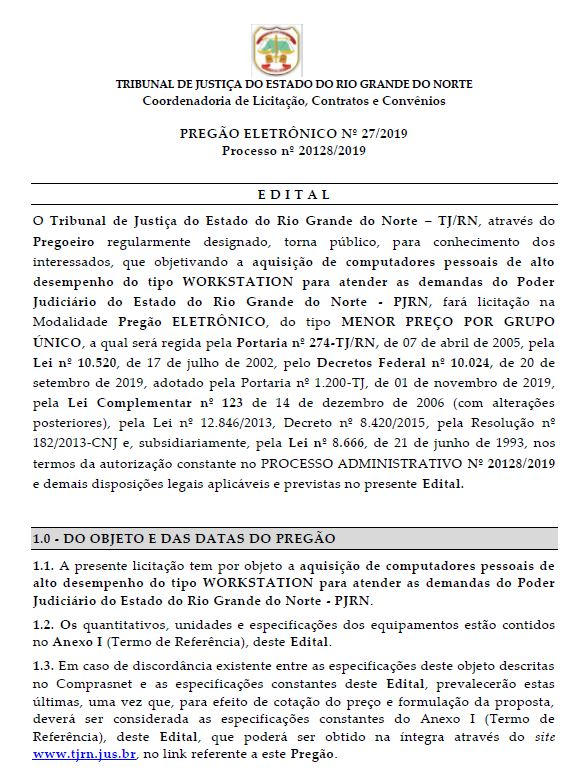 TRIBUNAL DE JUSTIÇA DO ESTADO DO RIO GRANDE DO NORTE
Coordenadoria de Licitação, Contratos e Convênios
PREGÃO ELETRÔNICO Nº 27/2019
Processo nº 20128/2019
E D I T A L
O Tribunal de Justiça do Estado do Rio Grande do Norte – TJ/RN, através do
Pregoeiro regularmente designado, torna público, para conhecimento dos
interessados, que objetivando a aquisição de computadores pessoais de alto
desempenho do tipo WORKSTATION para atender as demandas do Poder
Judiciário do Estado do Rio Grande do Norte - PJRN, fará licitação na
Modalidade Pregão ELETRÔNICO, do tipo MENOR PREÇO POR GRUPO
ÚNICO, a qual será regida pela Portaria nº 274-TJ/RN, de 07 de abril de 2005, pela
Lei nº 10.520, de 17 de julho de 2002, pelo Decretos Federal nº 10.024, de 20 de
setembro de 2019, adotado pela Portaria nº 1.200-TJ, de 01 de novembro de 2019,
pela Lei Complementar nº 123 de 14 de dezembro de 2006 (com alterações
posteriores), pela Lei nº 12.846/2013, Decreto nº 8.420/2015, pela Resolução nº
182/2013-CNJ e, subsidiariamente, pela Lei nº 8.666, de 21 de junho de 1993, nos
termos da autorização constante no PROCESSO ADMINISTRATIVO Nº 20128/2019
e demais disposições legais aplicáveis e previstas no presente Edital.
1.0 - DO OBJETO E DAS DATAS DO PREGÃO
1.1. A presente licitação tem por objeto a aquisição de computadores pessoais de
alto desempenho do tipo WORKSTATION para atender as demandas do Poder
Judiciário do Estado do Rio Grande do Norte - PJRN.
1.2. Os quantitativos, unidades e especificações dos equipamentos estão contidos
no Anexo I (Termo de Referência), deste Edital.
1.3. Em caso de discordância existente entre as especificações deste objeto descritas
no Comprasnet e as especificações constantes deste Edital, prevalecerão estas
últimas, uma vez que, para efeito de cotação do preço e formulação da proposta,
deverá ser considerada as especificações constantes do Anexo I (Termo de
Referência), deste Edital, que poderá ser obtido na íntegra através do site
www.tjrn.jus.br, no link referente a este Pregão.